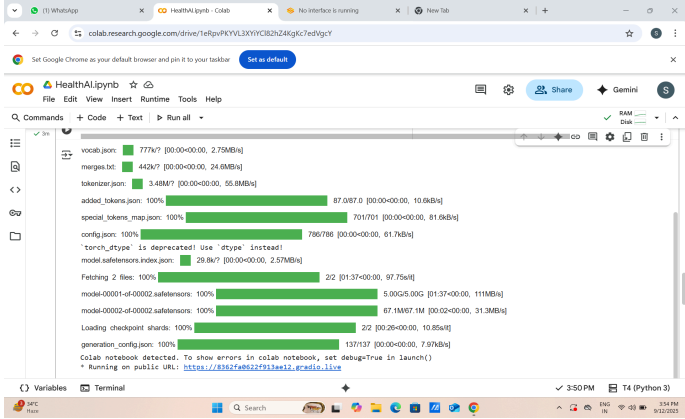 (1) WhatsApp
HealthAI.ipynb - Colab
No interface is running
New Tab
colab.research.google.com/drive/1eRpvPKYVL3XYiYCl82hZ4KgKc7edVgcY
S
Set Google Chrome as your default browser and pin it to your taskbar
Set as default
HealthAI.ipynb
Share
Gemini
S
File Edit View Insert Runtime Tools Help
Commands + Code + Text Run all
RAM
Disk
3m
vocab.json: 777k/? [00:00<00:00, 2.75MB/s]
merges.txt: 442k/? [00:00<00:00, 24.6MB/s]
tokenizer.json: 3.48M/? [00:00<00:00, 55.8MB/s]
added_tokens.json: 100% 87.0/87.0 [00:00<00:00, 10.6kB/s]
special_tokens_map.json: 100% 701/701 [00:00<00:00, 81.6kB/s]
config.json: 100% 786/786 [00:00<00:00, 61.7kB/s]
`torch_dtype` is deprecated! Use `dtype` instead!
model.safetensors.index.json: 29.8k/? [00:00<00:00, 2.57MB/s]
Fetching 2 files: 100% 2/2 [01:37<00:00, 97.75s/it]
model-00001-of-00002.safetensors: 100% 5.00G/5.00G [01:37<00:00, 111MB/s]
model-00002-of-00002.safetensors: 100% 67.1M/67.1M [00:02<00:00, 31.3MB/s]
Loading checkpoint shards: 100% 2/2 [00:26<00:00, 10.85s/it]
generation_config.json: 100% 137/137 [00:00<00:00, 7.97kB/s]
Colab notebook detected. To show errors in colab notebook, set debug=True in launch()
* Running on public URL: https://8362fa0622f913ae12.gradio.live
Variables Terminal
3:50 PM T4 (Python 3)
34°C
Haze
Search
ENG
IN
3:54 PM
9/12/2025